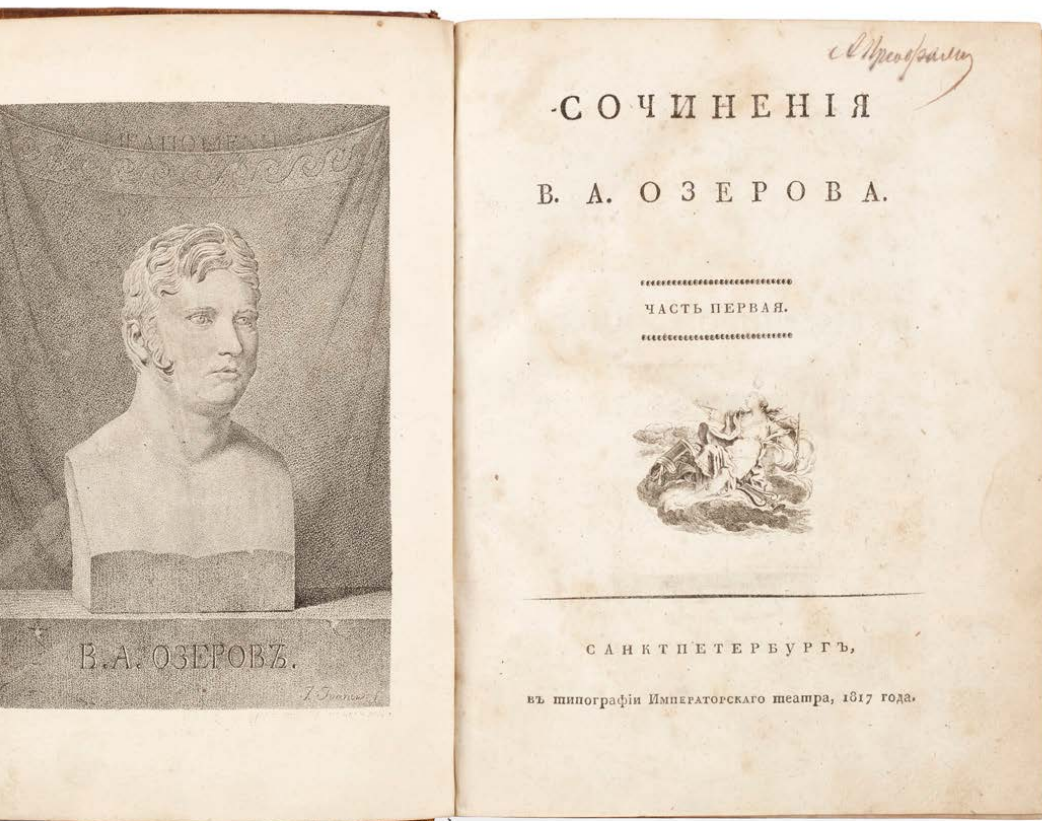 В. А. ОЗЕРОВЪ.
СОЧИНЕНІЯ
В. А. ОЗЕРОВА.
ЧАСТЬ ПЕРВАЯ.
САНКТПЕТЕРБУРГЪ,
въ типографіи Императорскаго театра, 1817 года.